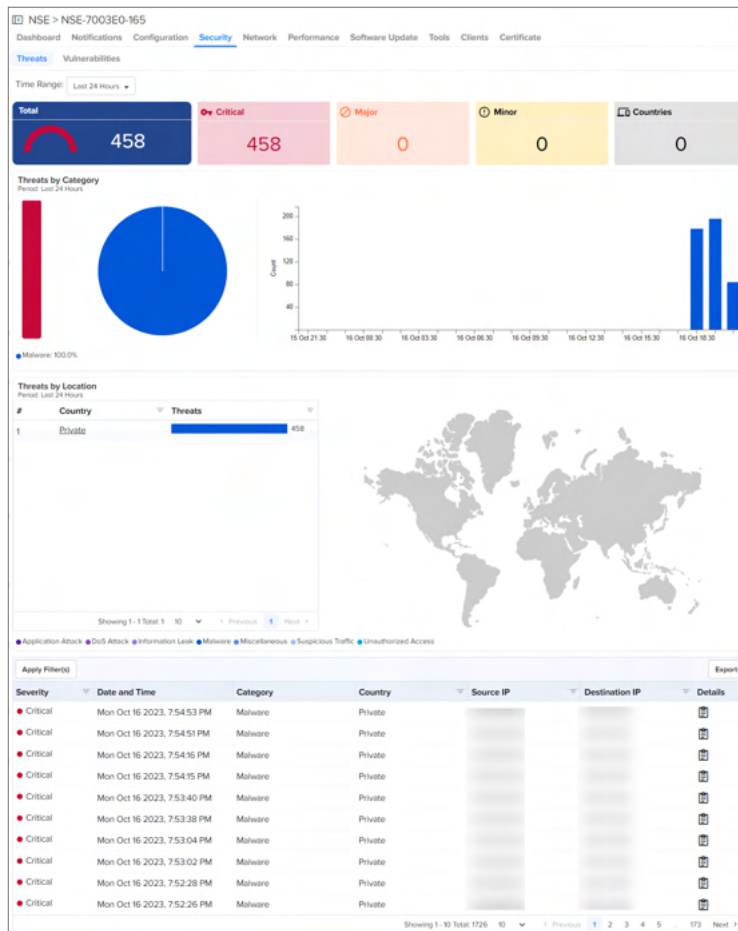 NSE > NSE-7003E0-165
Dashboard Notifications Configuration Security Network Performance Software Update Tools Clients Certificate
Threats Vulnerabilities
Time Range: Last 24 Hours
Total Critical Major Minor Countries
458 458 0 0 0
Threats by Category
Period: Last 24 Hours
200
160
120
80
40
Count
15 Oct 21:30 16 Oct 00:30 16 Oct 03:30 16 Oct 06:30 16 Oct 09:30 16 Oct 12:30 16 Oct 15:30 16 Oct 18:30
Malware: 100.0%
Threats by Location
Period: Last 24 Hours
# Country Threats
1 Private 458
Showing 1 - 1 Total: 1 10 < Previous 1 Next >
Application Attack DoS Attack Information Leak Malware Miscellaneous Suspicious Traffic Unauthorized Access
Apply Filter(s) Export
Severity Date and Time Category Country Source IP Destination IP Details
Critical Mon Oct 16 2023, 7:54:53 PM Malware Private
Critical Mon Oct 16 2023, 7:54:51 PM Malware Private
Critical Mon Oct 16 2023, 7:54:16 PM Malware Private
Critical Mon Oct 16 2023, 7:54:15 PM Malware Private
Critical Mon Oct 16 2023, 7:53:40 PM Malware Private
Critical Mon Oct 16 2023, 7:53:38 PM Malware Private
Critical Mon Oct 16 2023, 7:53:04 PM Malware Private
Critical Mon Oct 16 2023, 7:53:02 PM Malware Private
Critical Mon Oct 16 2023, 7:52:28 PM Malware Private
Critical Mon Oct 16 2023, 7:52:26 PM Malware Private
Showing 1 - 10 Total: 1726 10 < Previous 1 2 3 4 5 ... 173 Next >